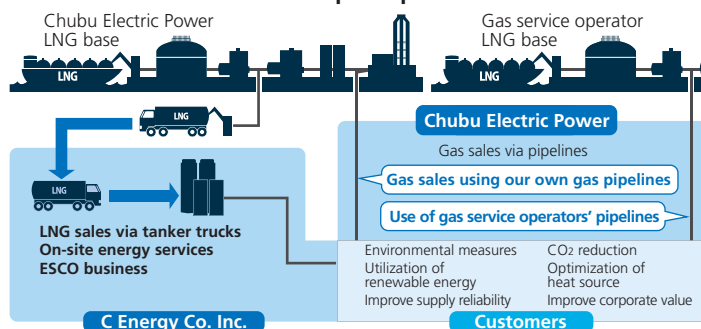 Chubu Electric Power
LNG base
Gas service operator
LNG base
LNG
LNG
LNG
LNG
Chubu Electric Power
Gas sales via pipelines
Gas sales using our own gas pipelines
Use of gas service operators' pipelines
LNG sales via tanker trucks
On-site energy services
ESCO business
Environmental measures
Utilization of
renewable energy
Improve supply reliability
CO2 reduction
Optimization of
heat source
Improve corporate value
C Energy Co. Inc.
Customers